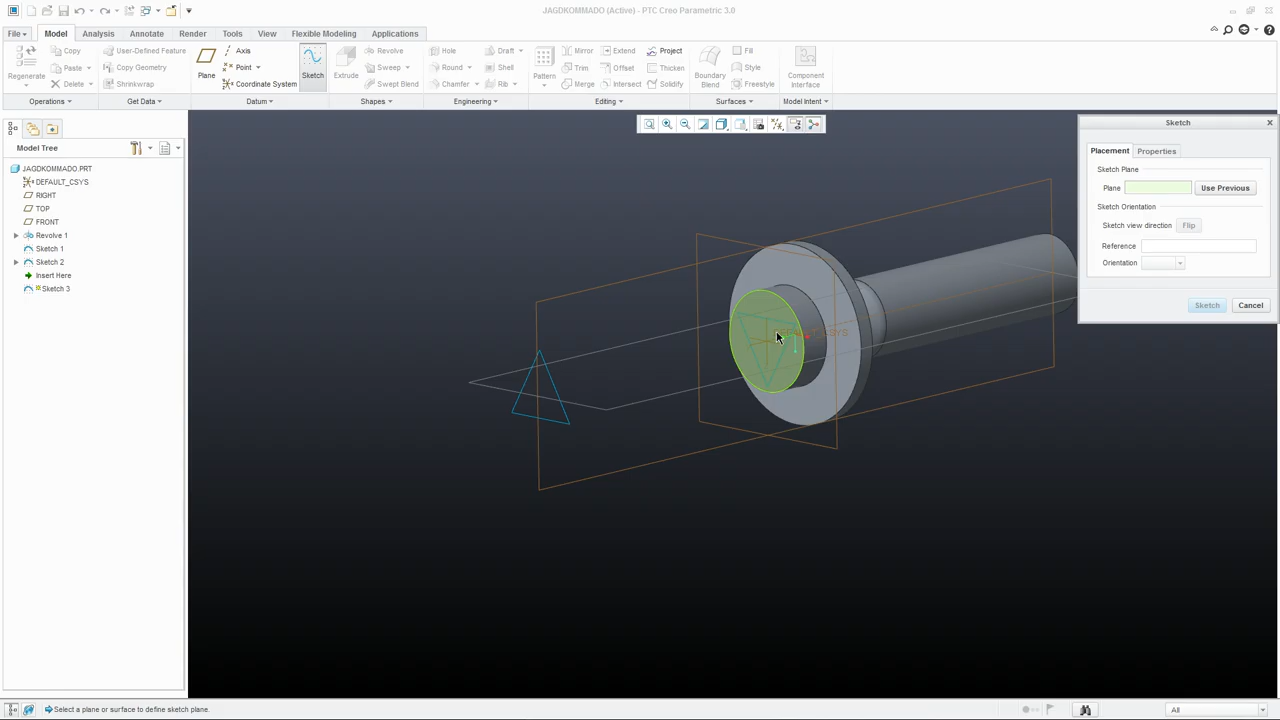 JAGDKOMMADO (Active) - PTC Creo Parametric 3.0
File Model Analysis Annotate Render Tools View Flexible Modeling Applications
Copy User-Defined Feature Axis Revolve Hole Draft Mirror Extend Project Fill
Paste Copy Geometry Point Sweep Round Shell Trim Offset Thicken Style
Delete Shrinkwrap Coordinate System Swept Blend Chamfer Rib Merge Intersect Solidify Freestyle
Regenerate Plane Sketch Extrude Pattern Boundary Blend Component Interface
Operations Get Data Datum Shapes Engineering Editing Surfaces Model Intent
Model Tree
JAGDKOMMADO.PRT
DEFAULT_CSYS
RIGHT
TOP
FRONT
Revolve 1
Sketch 1
Sketch 2
Insert Here
Sketch 3
Sketch
Placement Properties
Sketch Plane
Plane Use Previous
Sketch Orientation
Sketch view direction Flip
Reference
Orientation
Sketch Cancel
Select a plane or surface to define sketch plane.
All